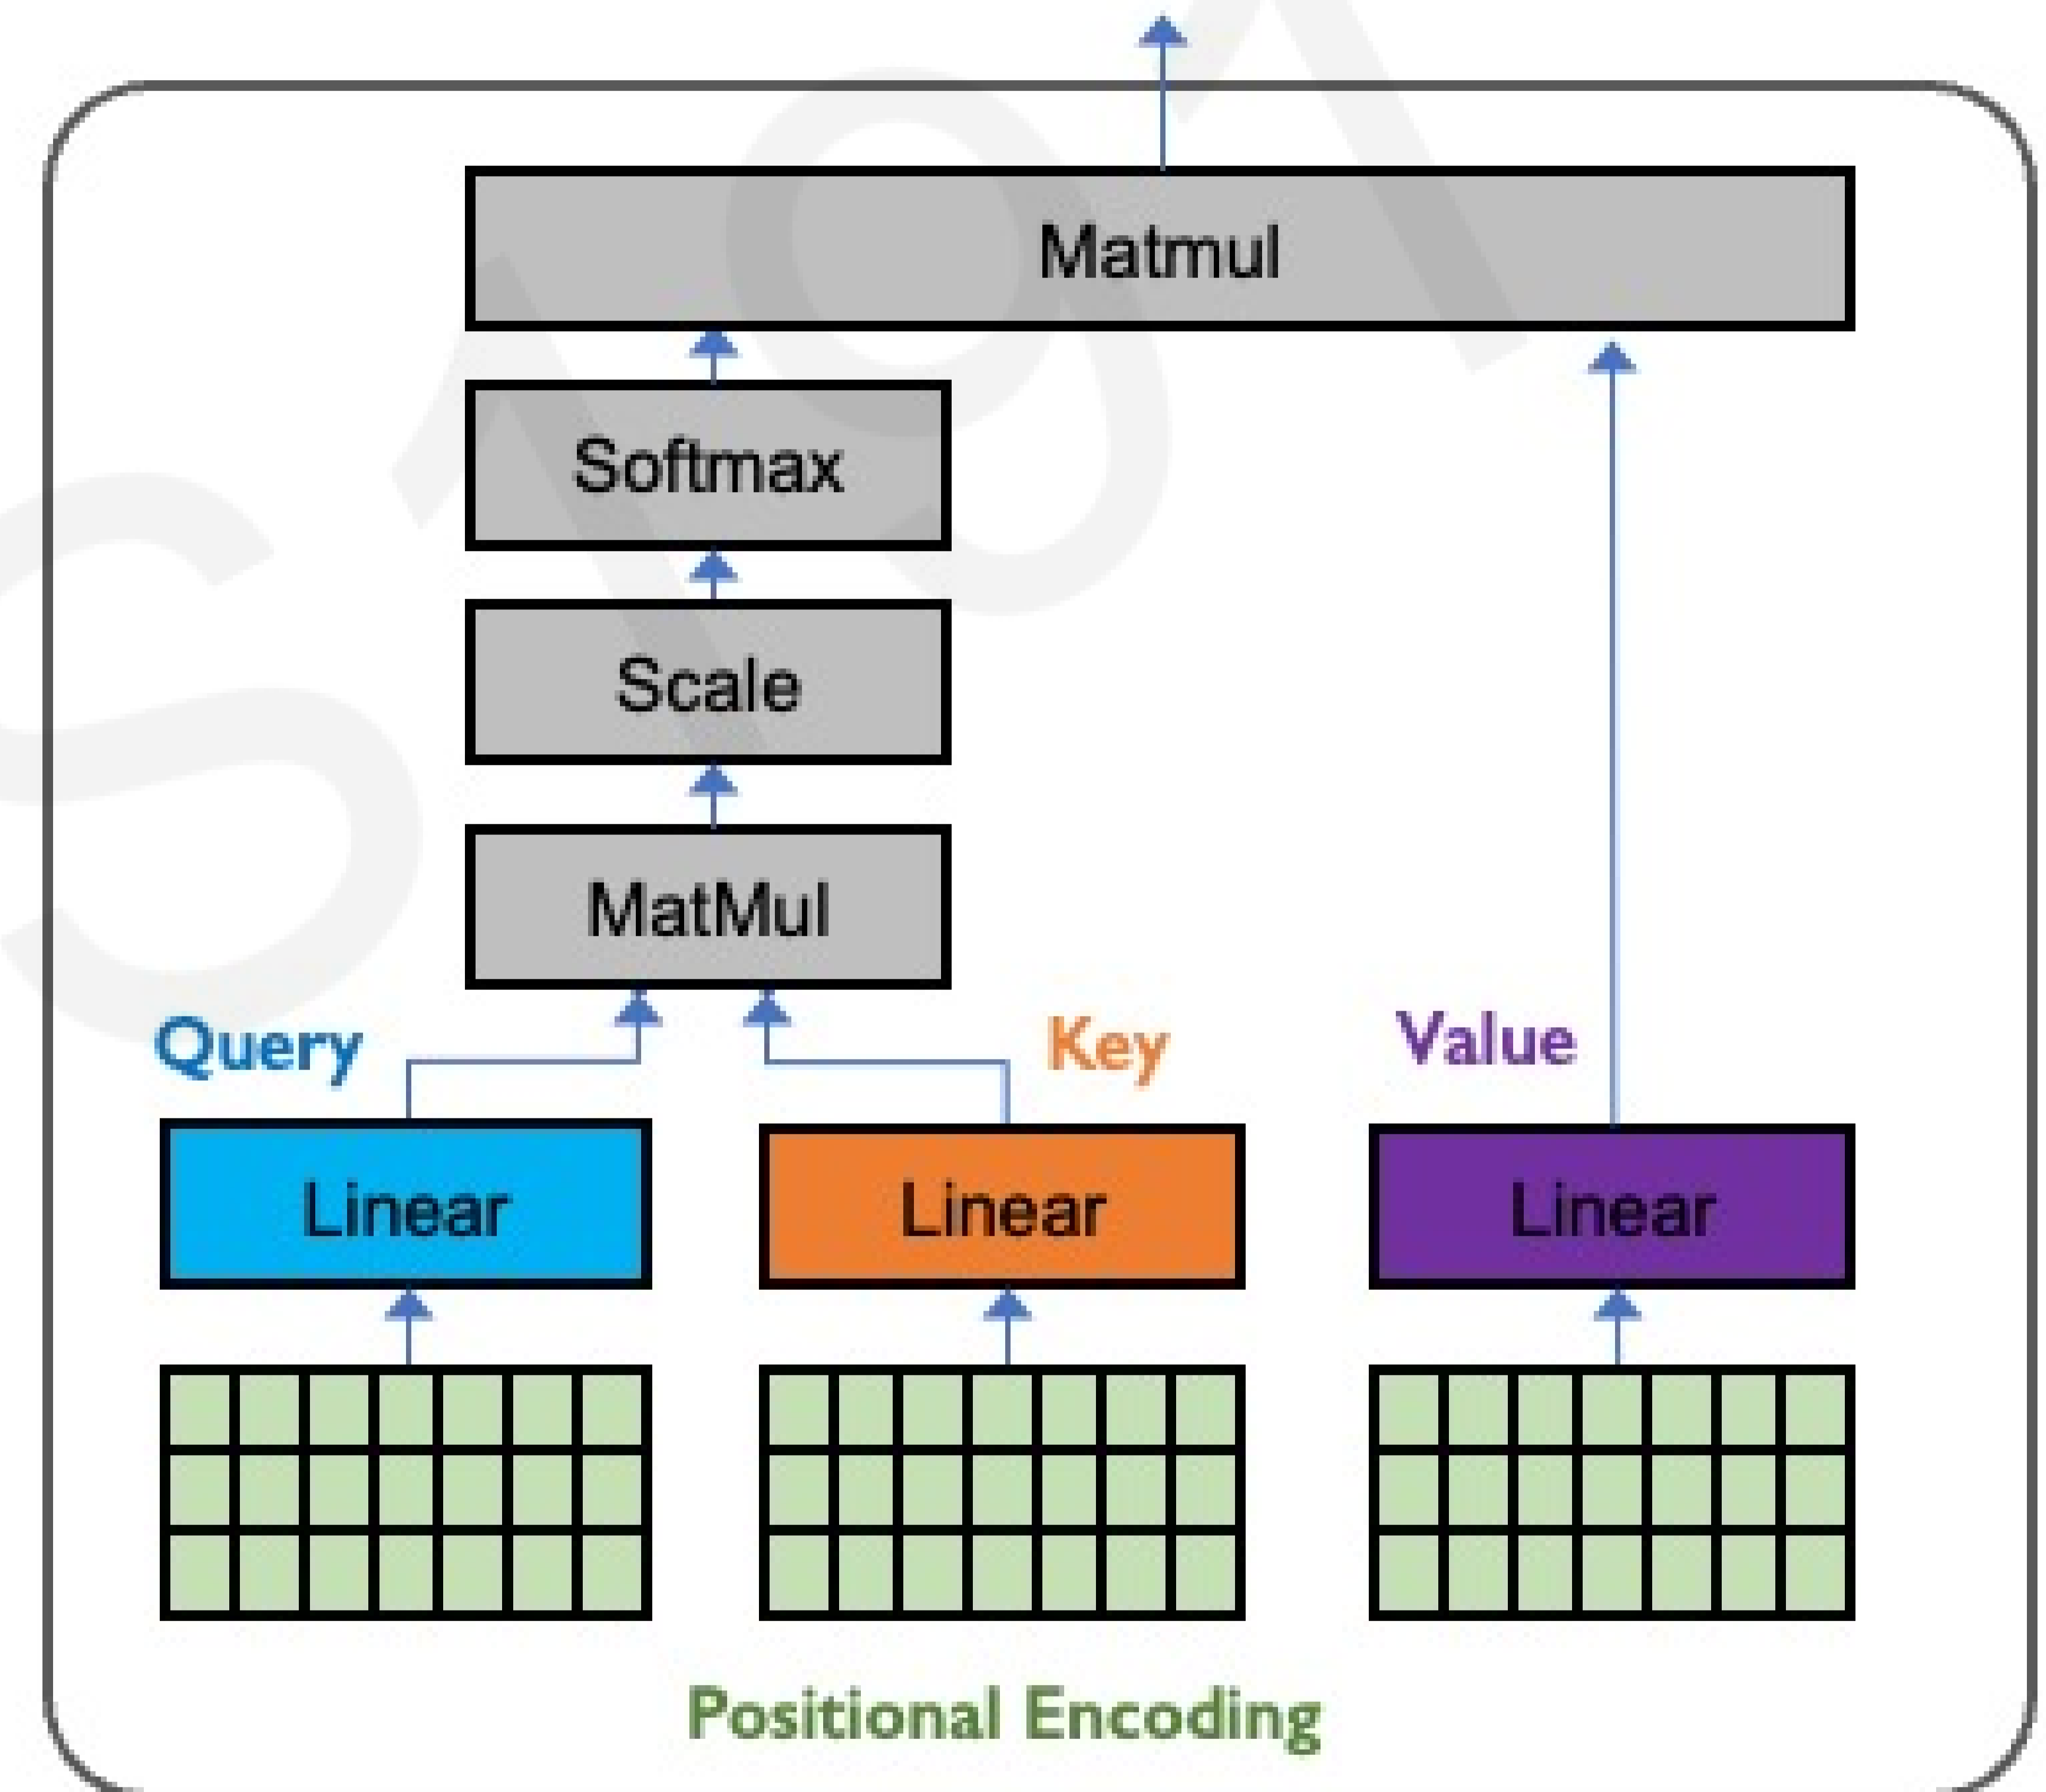 Matmul
Softmax
Scale
MatMul
Query
Key
Value
Linear
Linear
Linear
Positional Encoding